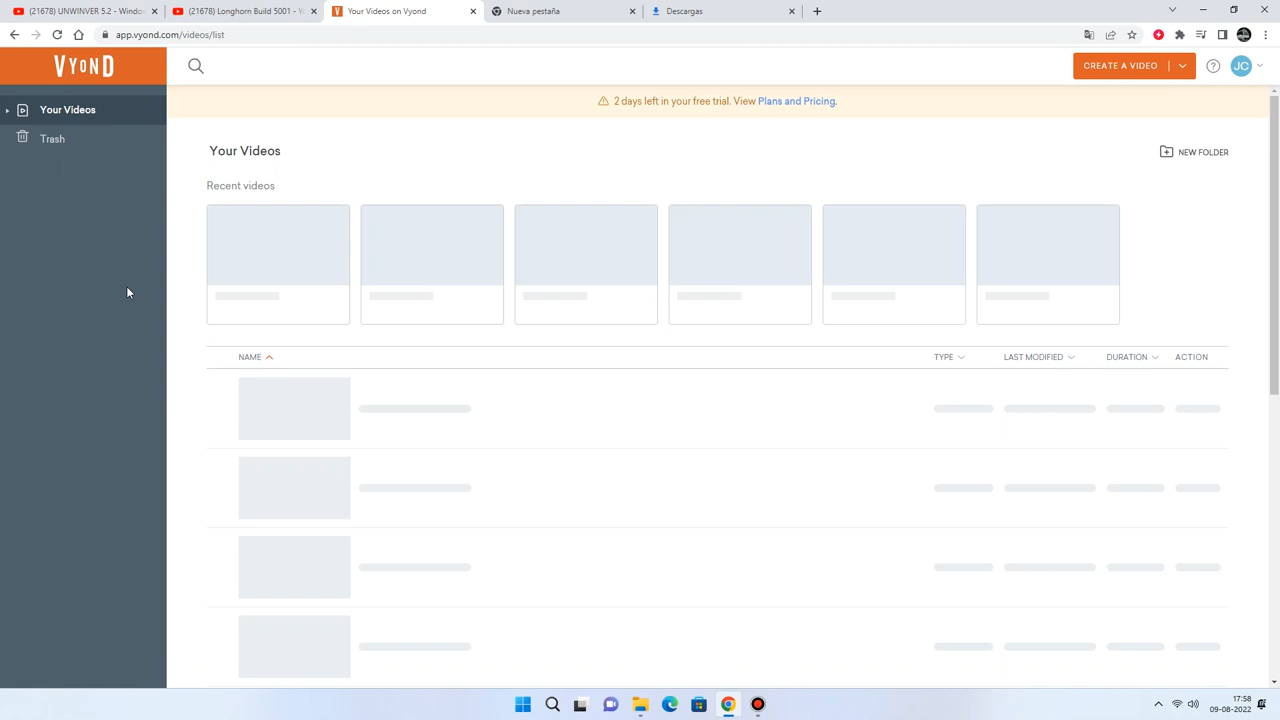 (21678) UNWINVER 5.2 - Window
(21678) Longhorn Build 5001 - Yo
Your Videos on Vyond
Nueva pestaña
Descargas
app.vyond.com/videos/list
VYOND
CREATE A VIDEO
JC
2 days left in your free trial. View Plans and Pricing.
Your Videos
Trash
Your Videos
NEW FOLDER
Recent videos
NAME TYPE LAST MODIFIED DURATION ACTION
17:58
09-08-2022